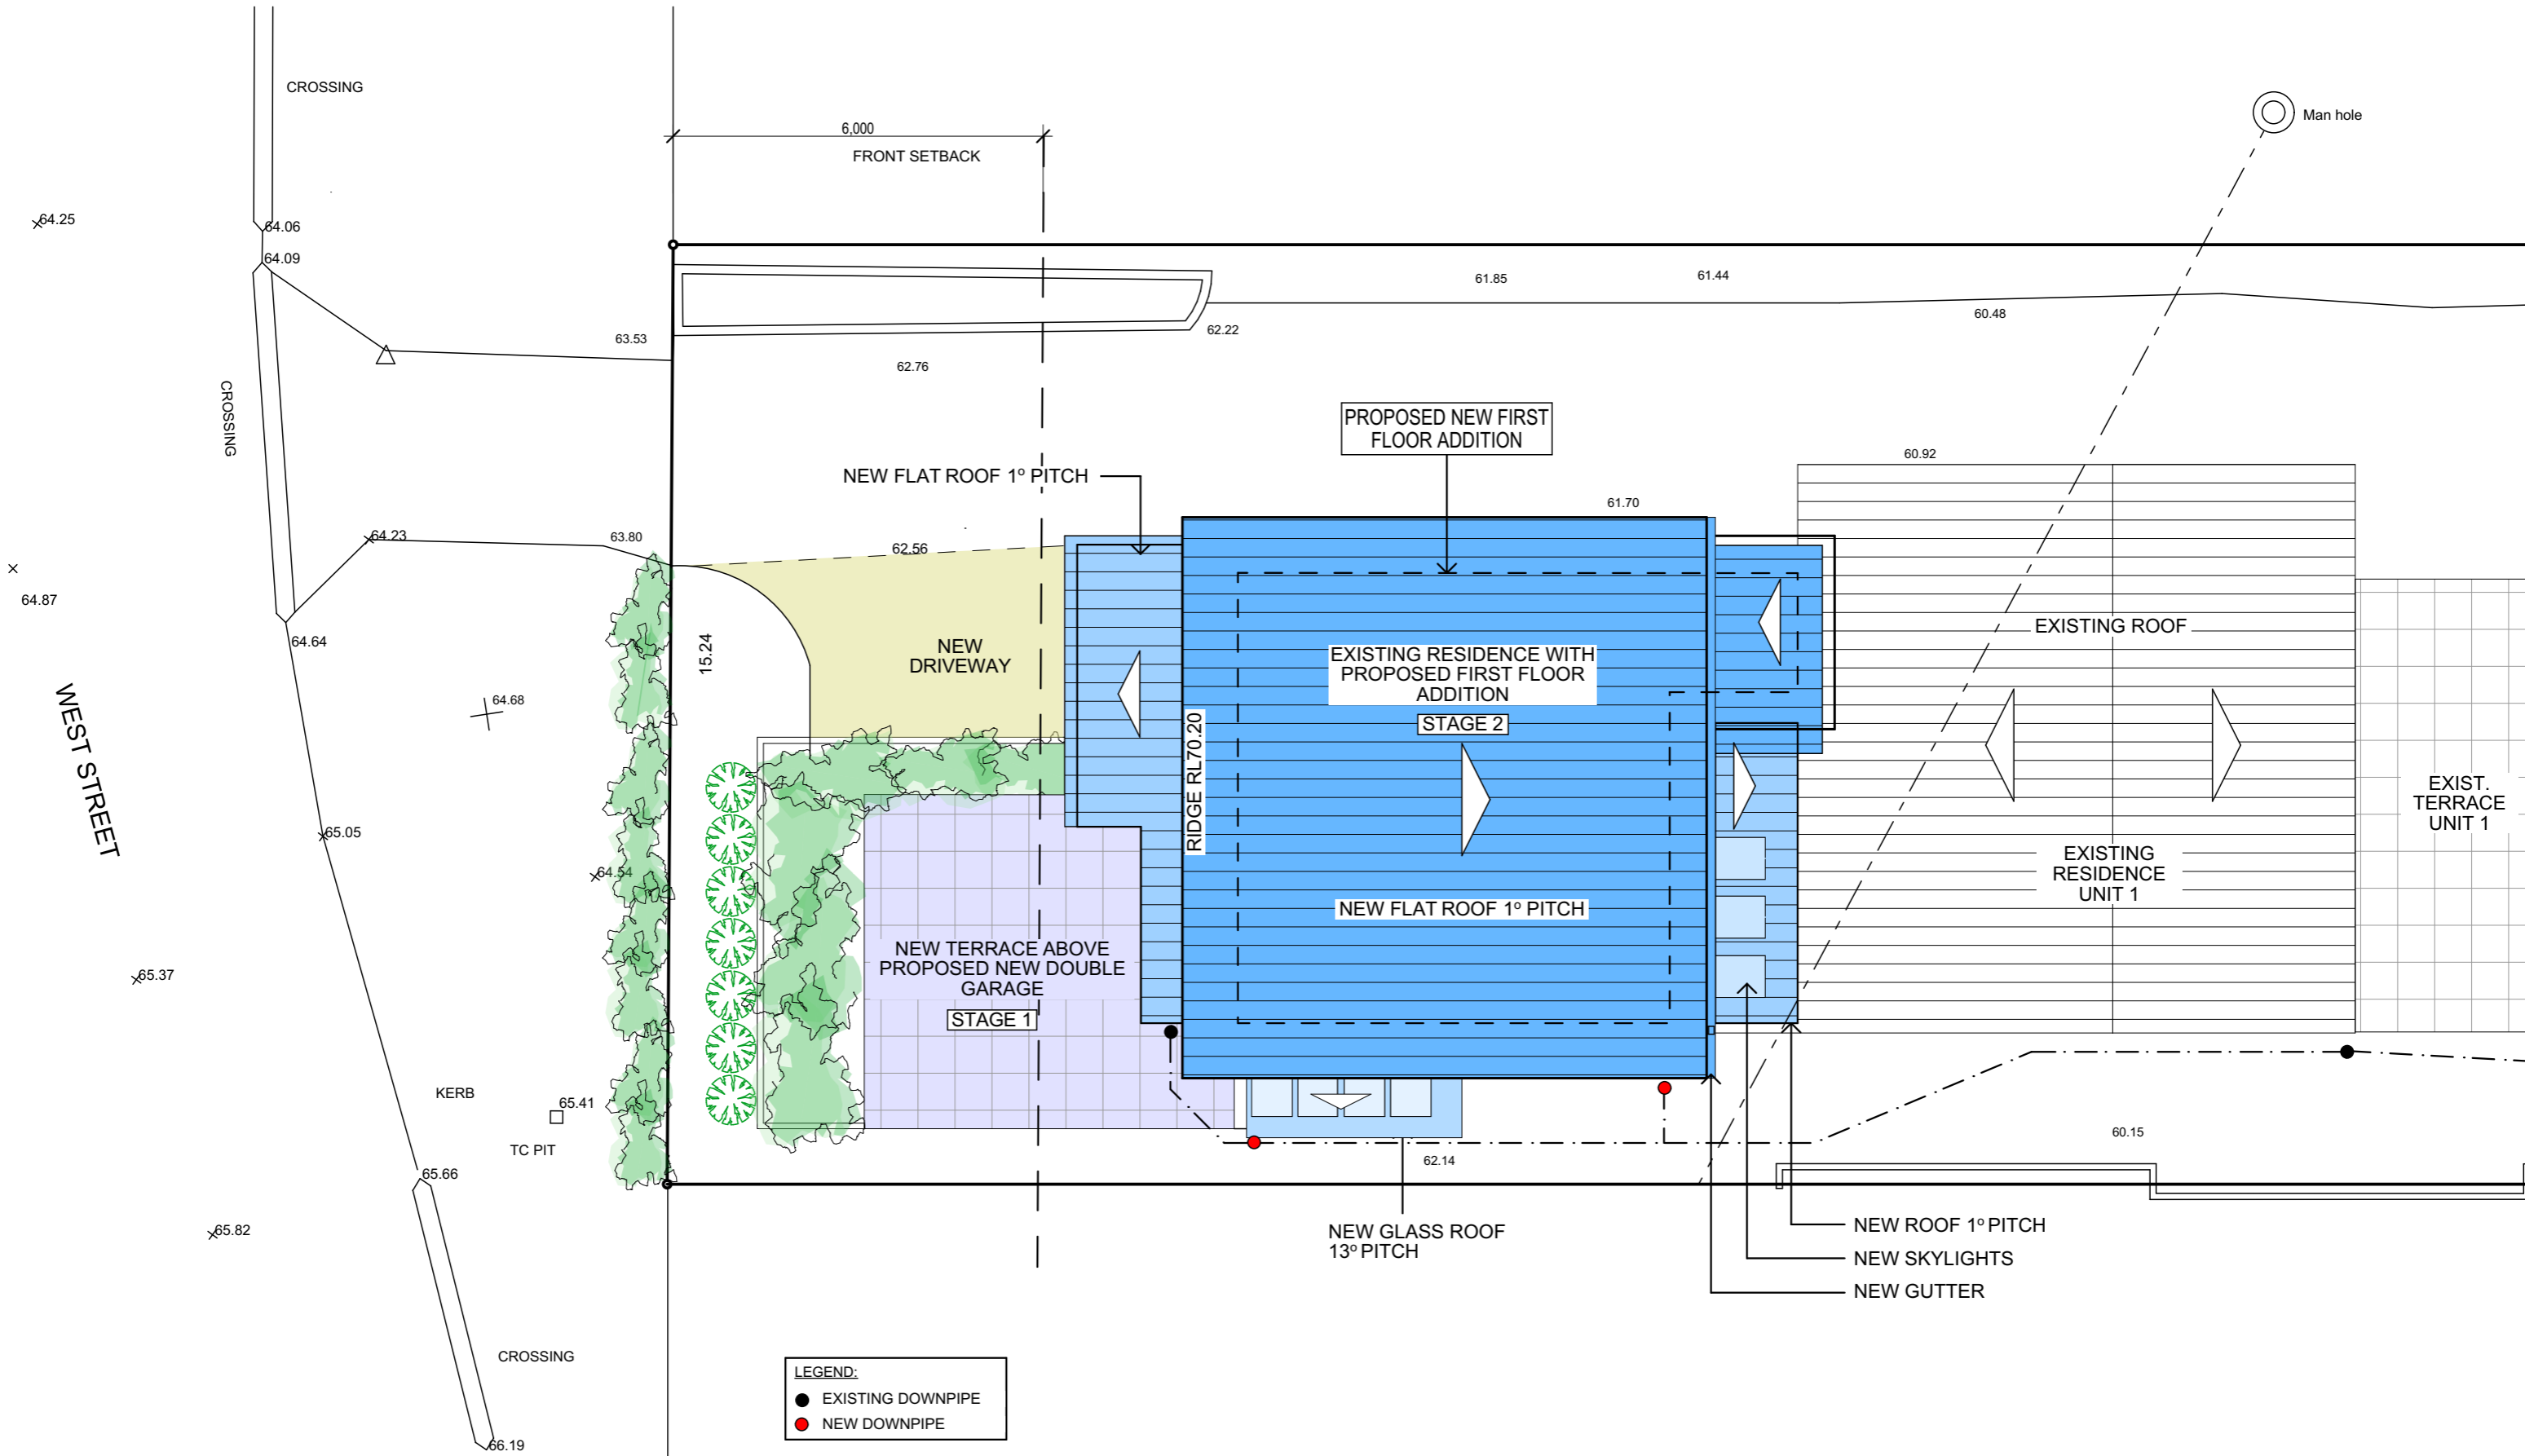 CROSSING
6,000
FRONT SETBACK
Man hole
64.25
64.06
64.09
61.85
61.44
60.48
63.53
62.22
62.76
CROSSING
PROPOSED NEW FIRST
FLOOR ADDITION
NEW FLAT ROOF 1º PITCH
60.92
61.70
64.23
63.80
62.56
64.87
64.64
15.24
NEW
DRIVEWAY
EXISTING RESIDENCE WITH
PROPOSED FIRST FLOOR
ADDITION
STAGE 2
EXISTING ROOF
64.68
WEST STREET
RIDGE RL70.20
EXIST.
TERRACE
UNIT 1
65.05
64.54
EXISTING
RESIDENCE
UNIT 1
NEW FLAT ROOF 1º PITCH
65.37
NEW TERRACE ABOVE
PROPOSED NEW DOUBLE
GARAGE
STAGE 1
KERB
65.41
TC PIT
60.15
62.14
65.66
65.82
NEW GLASS ROOF
13º PITCH
NEW ROOF 1º PITCH
NEW SKYLIGHTS
NEW GUTTER
CROSSING
66.19
LEGEND:
EXISTING DOWNPIPE
NEW DOWNPIPE